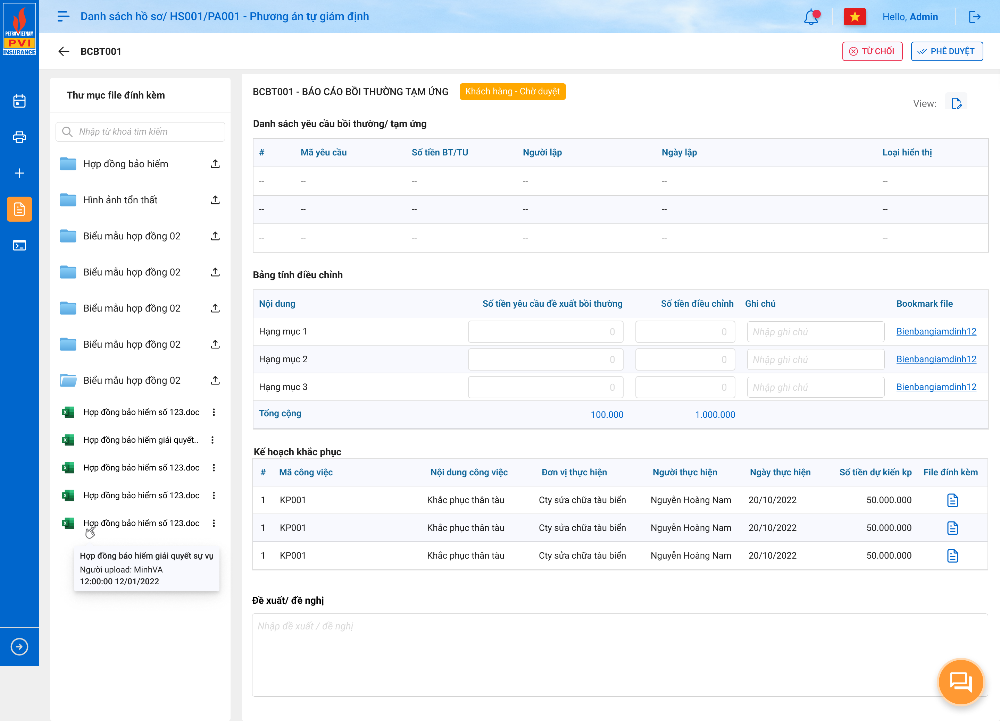 PETROVIETNAM
PVI
INSURANCE
Danh sách hồ sơ/ HS001/PA001 - Phương án tự giám định
Hello, Admin
BCBT001
TỪ CHỐI
PHÊ DUYỆT
Thư mục file đính kèm
Nhập từ khoá tìm kiếm
Hợp đồng bảo hiểm
Hình ảnh tổn thất
Biểu mẫu hợp đồng 02
Biểu mẫu hợp đồng 02
Biểu mẫu hợp đồng 02
Biểu mẫu hợp đồng 02
Biểu mẫu hợp đồng 02
Hợp đồng bảo hiểm số 123.doc
Hợp đồng bảo hiểm giải quyết..
Hợp đồng bảo hiểm số 123.doc
Hợp đồng bảo hiểm số 123.doc
Hợp đồng bảo hiểm số 123.doc
Hợp đồng bảo hiểm giải quyết sự vụ
Người upload: MinhVA
12:00:00 12/01/2022
BCBT001 - BÁO CÁO BỒI THƯỜNG TẠM ỨNG Khách hàng - Chờ duyệt
View:
Danh sách yêu cầu bồi thường/ tạm ứng
# Mã yêu cầu Số tiền BT/TU Người lập Ngày lập Loại hiển thị
-- -- -- -- -- --
-- -- -- -- -- --
-- -- -- -- -- --
Bảng tính điều chỉnh
Nội dung Số tiền yêu cầu đề xuất bồi thường Số tiền điều chỉnh Ghi chú Bookmark file
Hạng mục 1 0 0 Nhập ghi chú Bienbangiamdinh12
Hạng mục 2 0 0 Nhập ghi chú Bienbangiamdinh12
Hạng mục 3 0 0 Nhập ghi chú Bienbangiamdinh12
Tổng cộng 100.000 1.000.000
Kế hoạch khắc phục
# Mã công việc Nội dung công việc Đơn vị thực hiện Người thực hiện Ngày thực hiện Số tiền dự kiến kp File đính kèm
1 KP001 Khắc phục thân tàu Cty sửa chữa tàu biển Nguyễn Hoàng Nam 20/10/2022 50.000.000
1 KP001 Khắc phục thân tàu Cty sửa chữa tàu biển Nguyễn Hoàng Nam 20/10/2022 50.000.000
1 KP001 Khắc phục thân tàu Cty sửa chữa tàu biển Nguyễn Hoàng Nam 20/10/2022 50.000.000
Đề xuất/ đề nghị
Nhập đề xuất / đề nghị